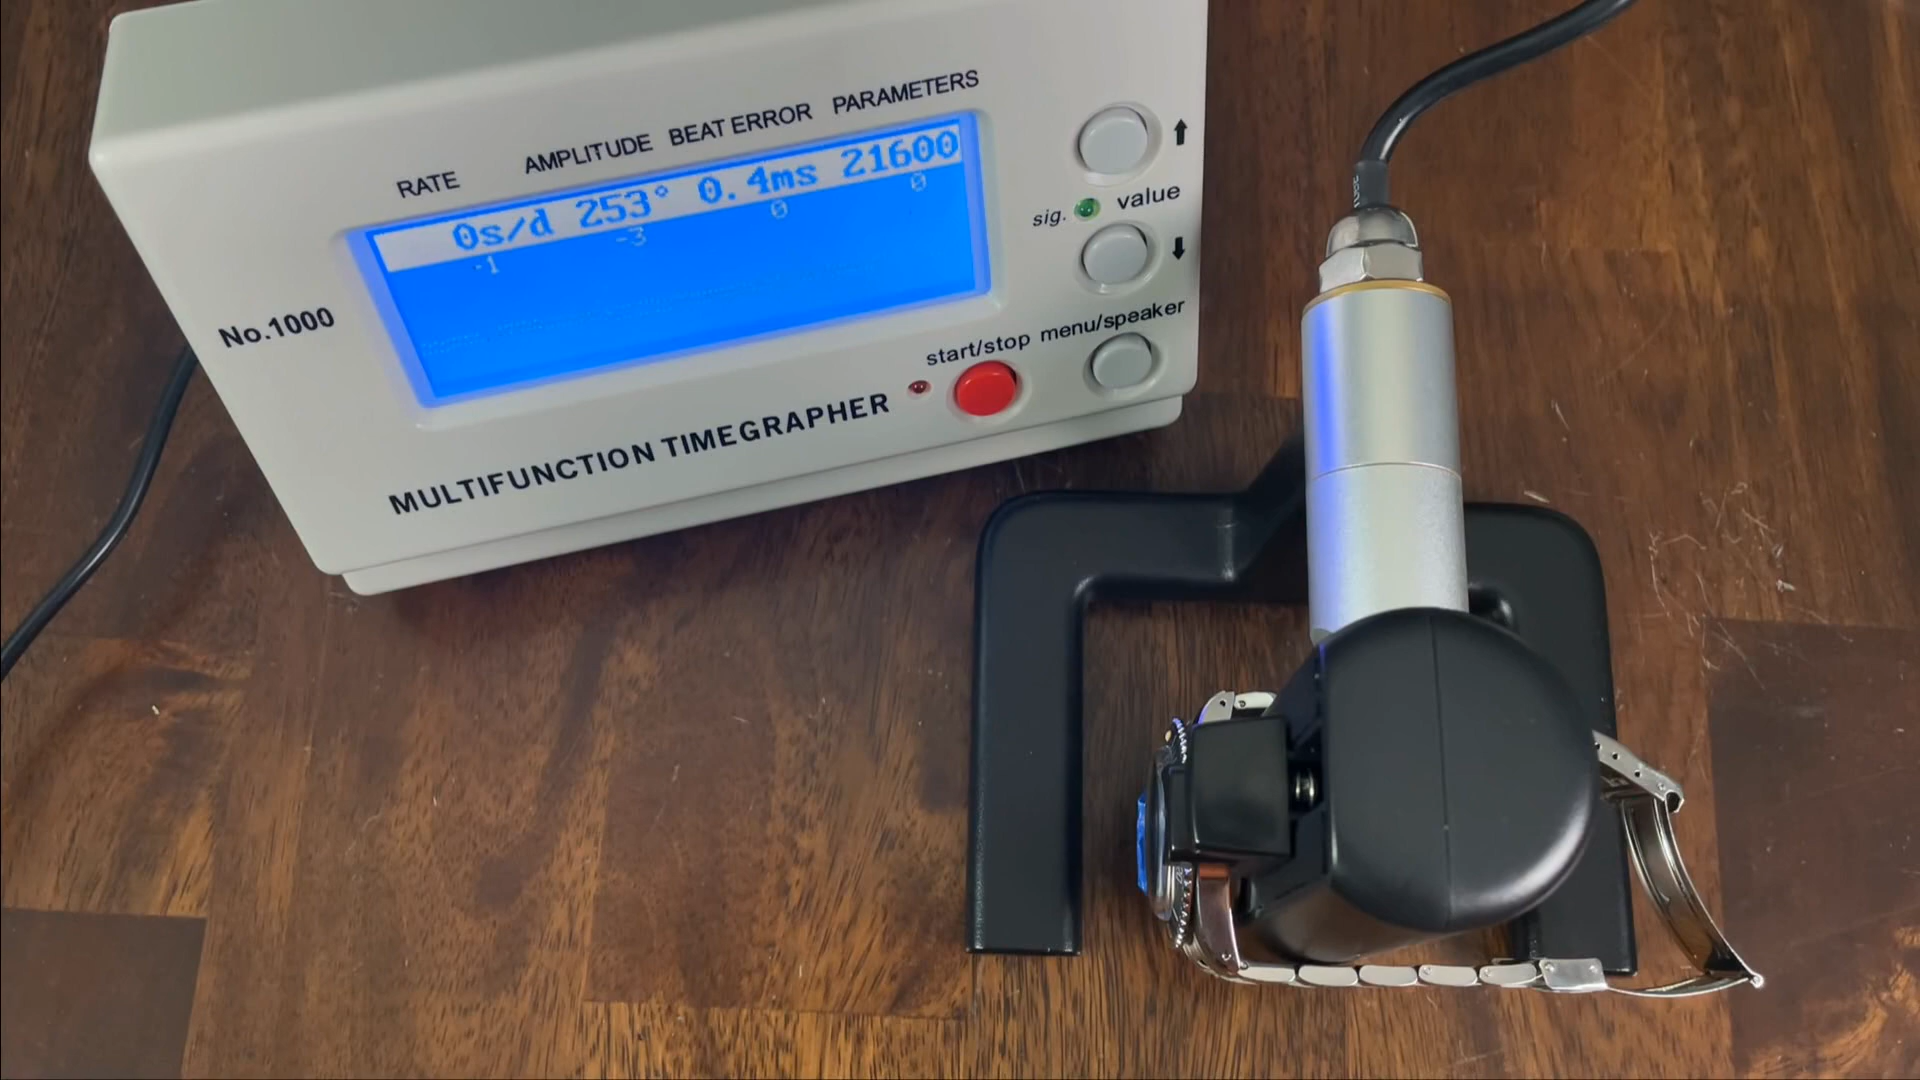 RATE AMPLITUDE BEAT ERROR PARAMETERS
0s/d 253° 0.4ms 21600
-1 -3 0 0
sig. value
No.1000
start/stop menu/speaker
MULTIFUNCTION TIMEGRAPHER